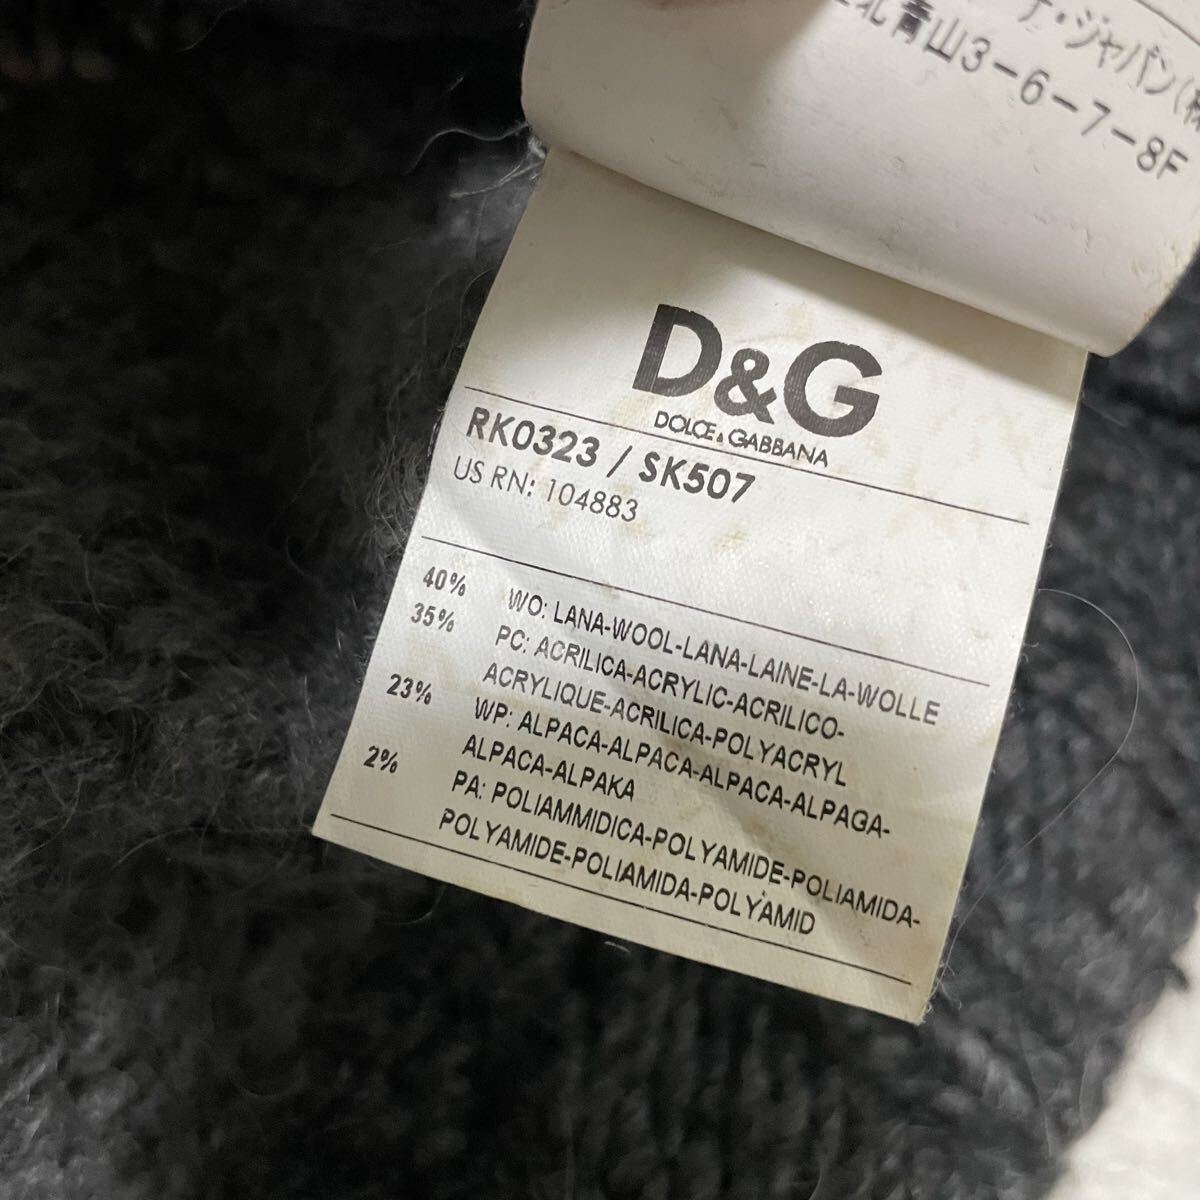 ナ・ジャパン(株
北青山3-6-7-8F
D&G
DOLCE & GABBANA
RK0323 / SK507
US RN: 104883
40% WO: LANA-WOOL-LANA-LAINE-LA-WOLLE
35% PC: ACRILICA-ACRYLIC-ACRILICO-
ACRYLIQUE-ACRILICA-POLYACRYL
23% WP: ALPACA-ALPACA-ALPACA-ALPAGA-
ALPACA-ALPAKA
2% PA: POLIAMMIDICA-POLYAMIDE-POLIAMIDA-
POLYAMIDE-POLIAMIDA-POLYAMID